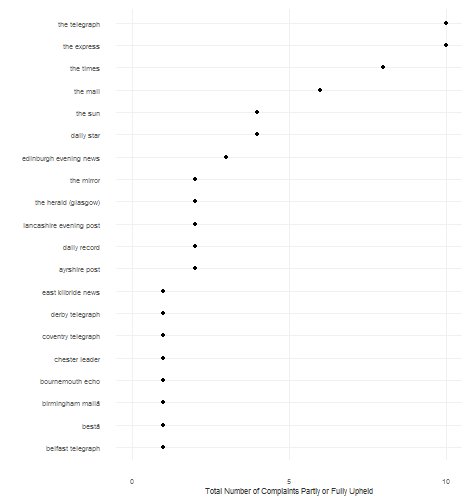 the telegraph
the express
the times
the mail
the sun
daily star
edinburgh evening news
the mirror
the herald (glasgow)
lancashire evening post
daily record
ayrshire post
east kilbride news
derby telegraph
coventry telegraph
chester leader
bournemouth echo
birmingham mailâ
bestâ
belfast telegraph
0 5 10
Total Number of Complaints Partly or Fully Upheld